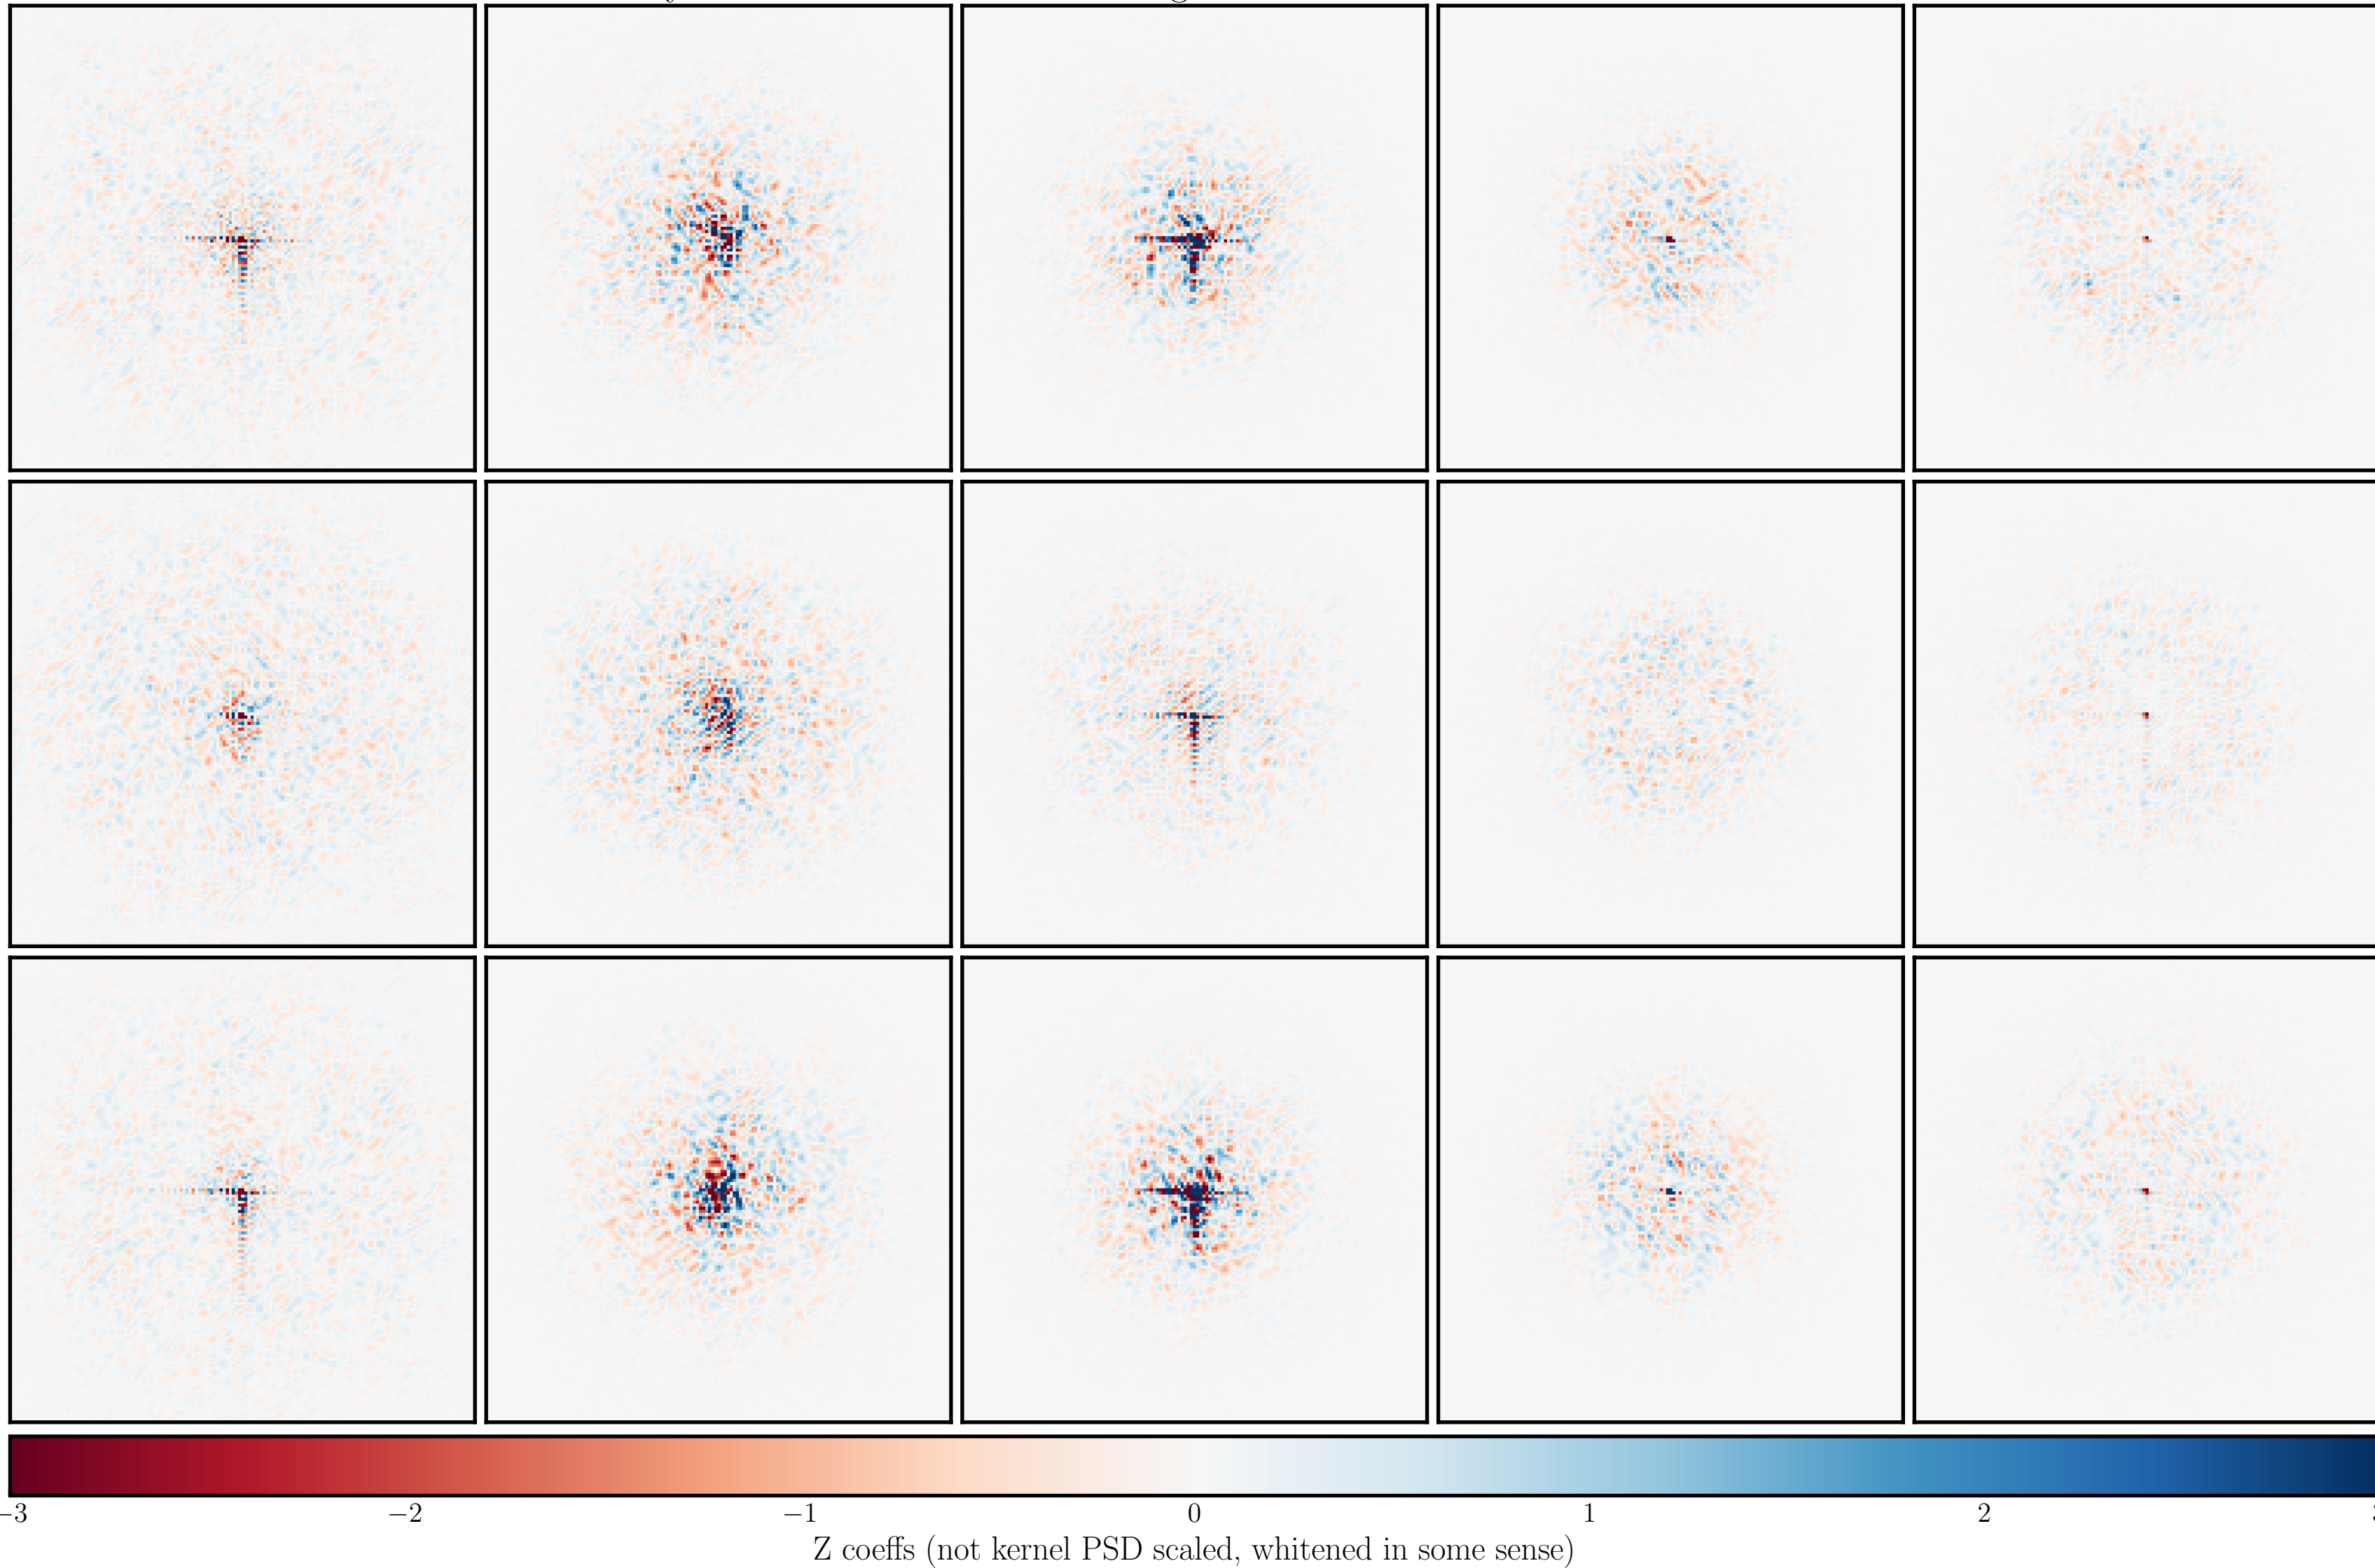 −3 −2 −1 0 1 2
Z coeffs (not kernel PSD scaled, whitened in some sense)